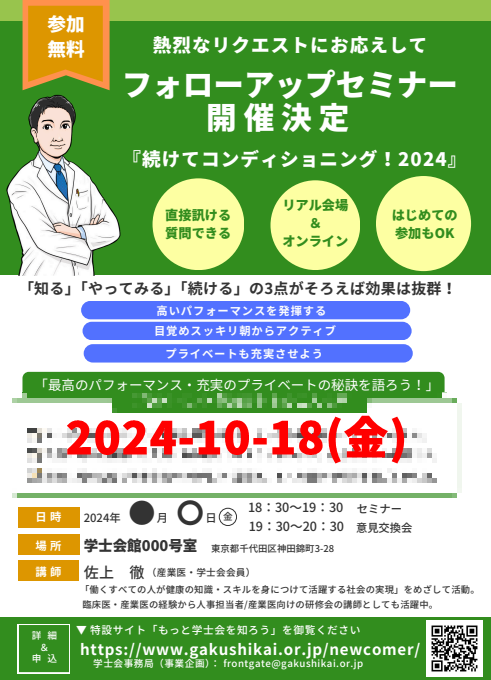 参加
無料
熱烈なリクエストにお応えして
フォローアップセミナー
開催決定
『続けてコンディショニング！2024』
直接訊ける
質問できる
リアル会場
&
オンライン
はじめての
参加もOK
「知る」「やってみる」「続ける」の3点がそろえば効果は抜群！
高いパフォーマンスを発揮する
目覚めスッキリ朝からアクティブ
プライベートも充実させよう
「最高のパフォーマンス・充実のプライベートの秘訣を語ろう！」
2024-10-18(金)
日時 2024年 ●月 ○日㊎ 18：30～19：30 セミナー
19：30～20：30 意見交換会
場所 学士会館000号室 東京都千代田区神田錦町3-28
講師 佐上 徹（産業医・学士会会員）
「働くすべての人が健康の知識・スキルを身につけて活躍する社会の実現」をめざして活動。
臨床医・産業医の経験から人事担当者/産業医向けの研修会の講師としても活躍中。
詳細
&
申込
▼特設サイト「もっと学士会を知ろう」を御覧ください
https://www.gakushikai.or.jp/newcomer/
学士会事務局（事業企画）： frontgate@gakushikai.or.jp